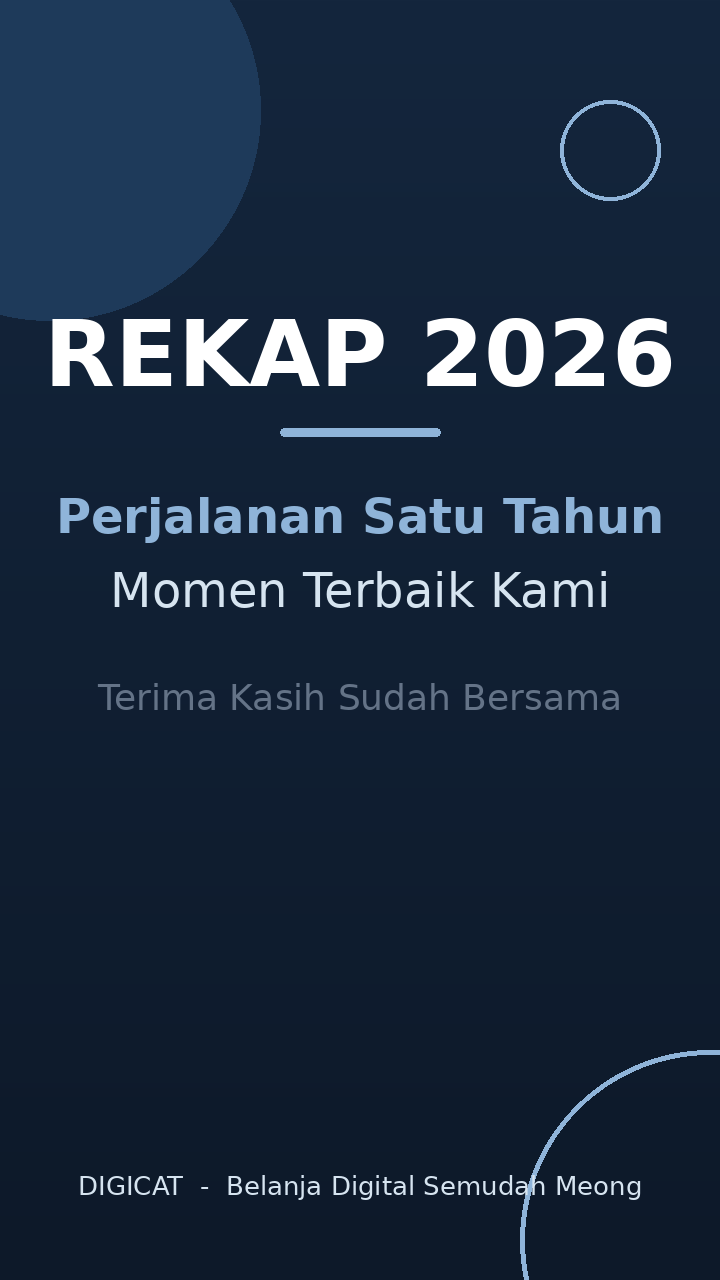 REKAP 2026
Perjalanan Satu Tahun
Momen Terbaik Kami
Terima Kasih Sudah Bersama
DIGICAT - Belanja Digital Semudah Meong